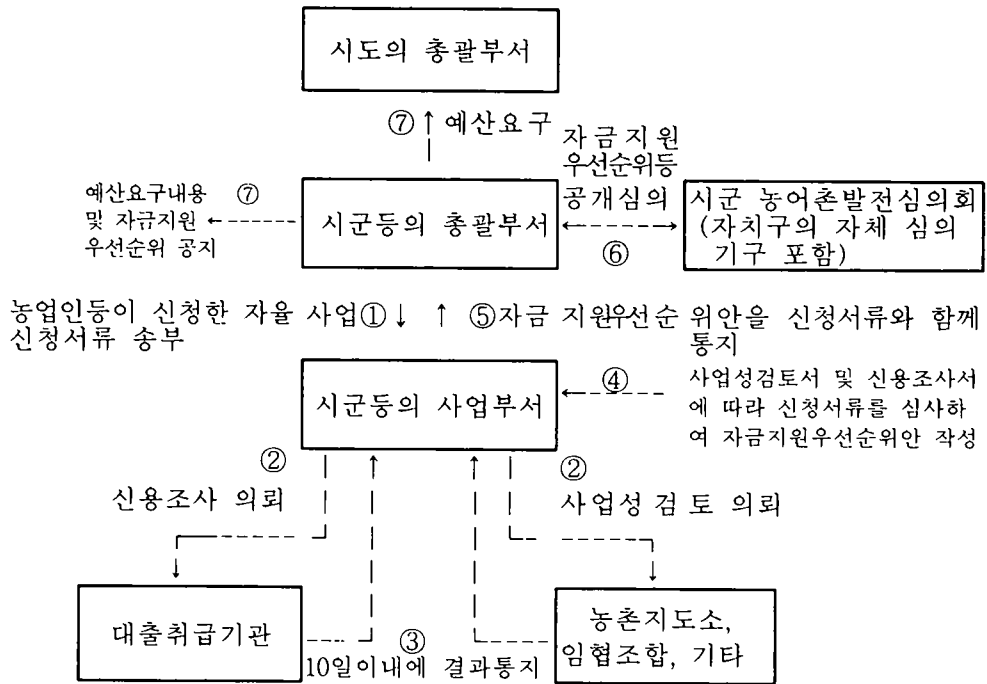 시도의 총괄부서
⑦ ↑ 예산요구
자금지원
우선순위등
공개심의
예산요구내용 ⑦
및 자금지원
우선순위 공지
시군등의 총괄부서
⑥
시군 농어촌발전심의회
(자치구의 자체 심의
기구 포함)
농업인등이 신청한 자율 사업① ↓ ↑ ⑤자금 지원우선순 위안을 신청서류와 함께
신청서류 송부
통지
시군등의 사업부서
④
사업성검토서 및 신용조사서
에 따라 신청서류를 심사하
여 자금지원우선순위안 작성
②
신용조사 의뢰
②
사업성검토 의뢰
대출취급기관
③
10일이내에 결과통지
농촌지도소,
임협조합, 기타